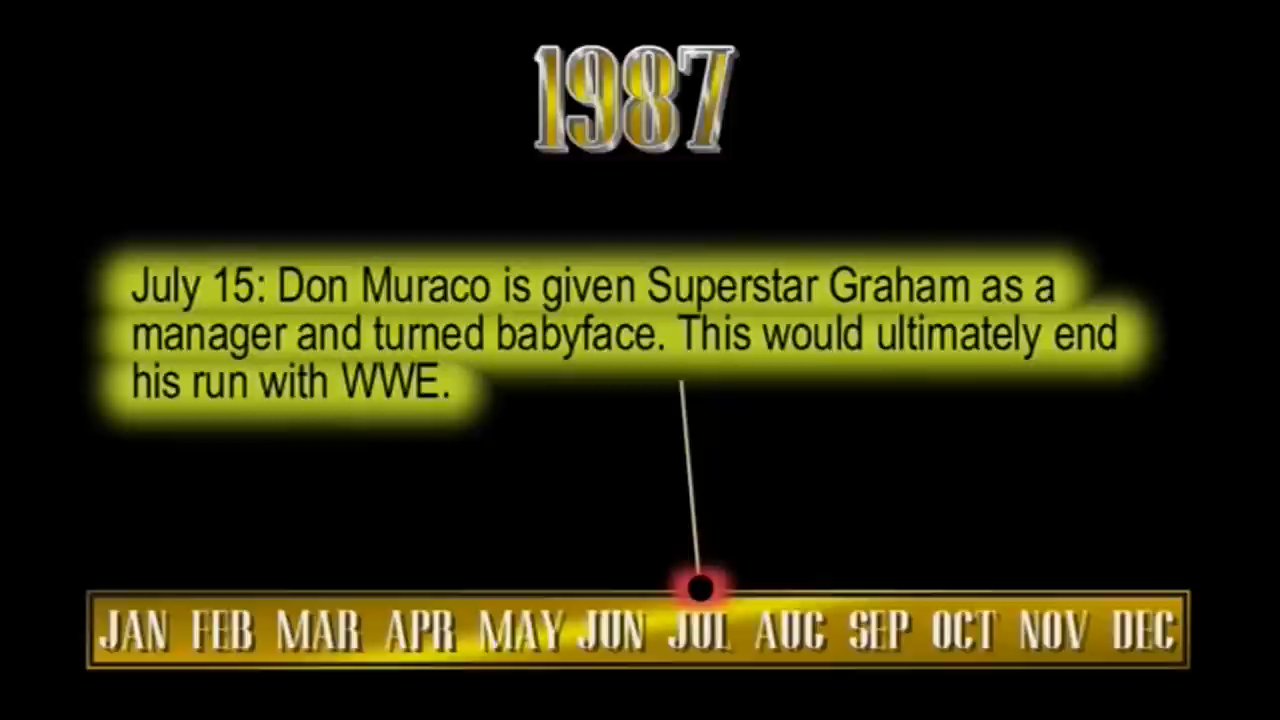 1987
July 15: Don Muraco is given Superstar Graham as a
manager and turned babyface. This would ultimately end
his run with WWE.
JAN FEB MAR APR MAY JUN JUL AUG SEP OCT NOV DEC